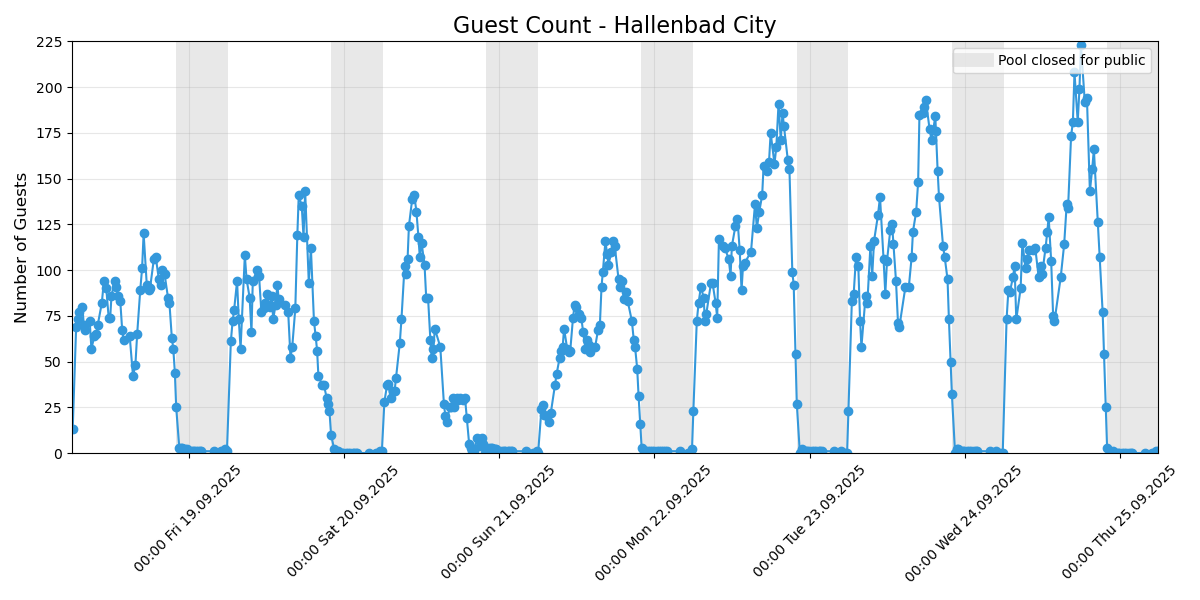 Guest Count - Hallenbad City
Pool closed for public
Number of Guests
225
200
175
150
125
100
75
50
25
0
00:00 Fri 19.09.2025
00:00 Sat 20.09.2025
00:00 Sun 21.09.2025
00:00 Mon 22.09.2025
00:00 Tue 23.09.2025
00:00 Wed 24.09.2025
00:00 Thu 25.09.2025